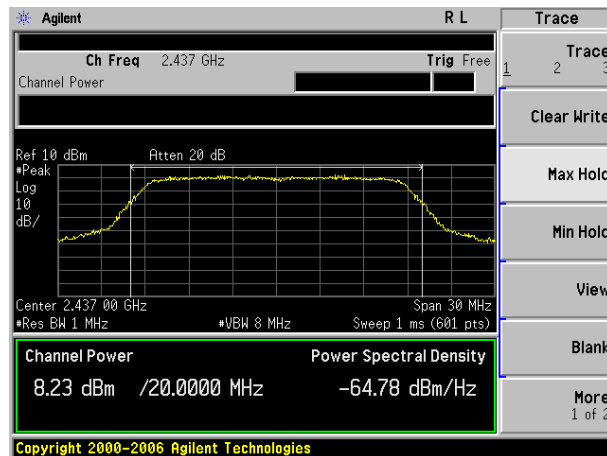 Agilent R L Trace
Ch Freq 2.437 GHz Trig Free
Channel Power
Trace
1 2 3
Clear Write
Max Hold
Min Hold
View
Blank
More
1 of 2
Ref 10 dBm Atten 20 dB
#Peak
Log
10
dB/
Center 2.437 00 GHz Span 30 MHz
#Res BW 1 MHz #VBW 8 MHz Sweep 1 ms (601 pts)
Channel Power Power Spectral Density
8.23 dBm /20.0000 MHz -64.78 dBm/Hz
Copyright 2000-2006 Agilent Technologies